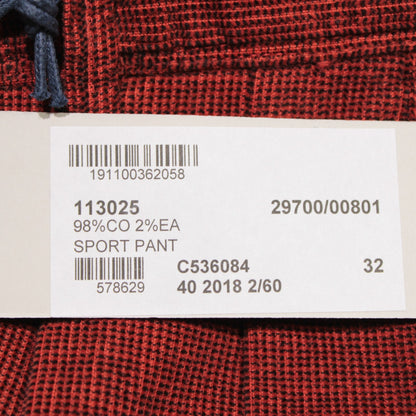 191100362058
113025 29700/00801
98%CO 2%EA
SPORT PANT
C536084 32
578629 40 2018 2/60